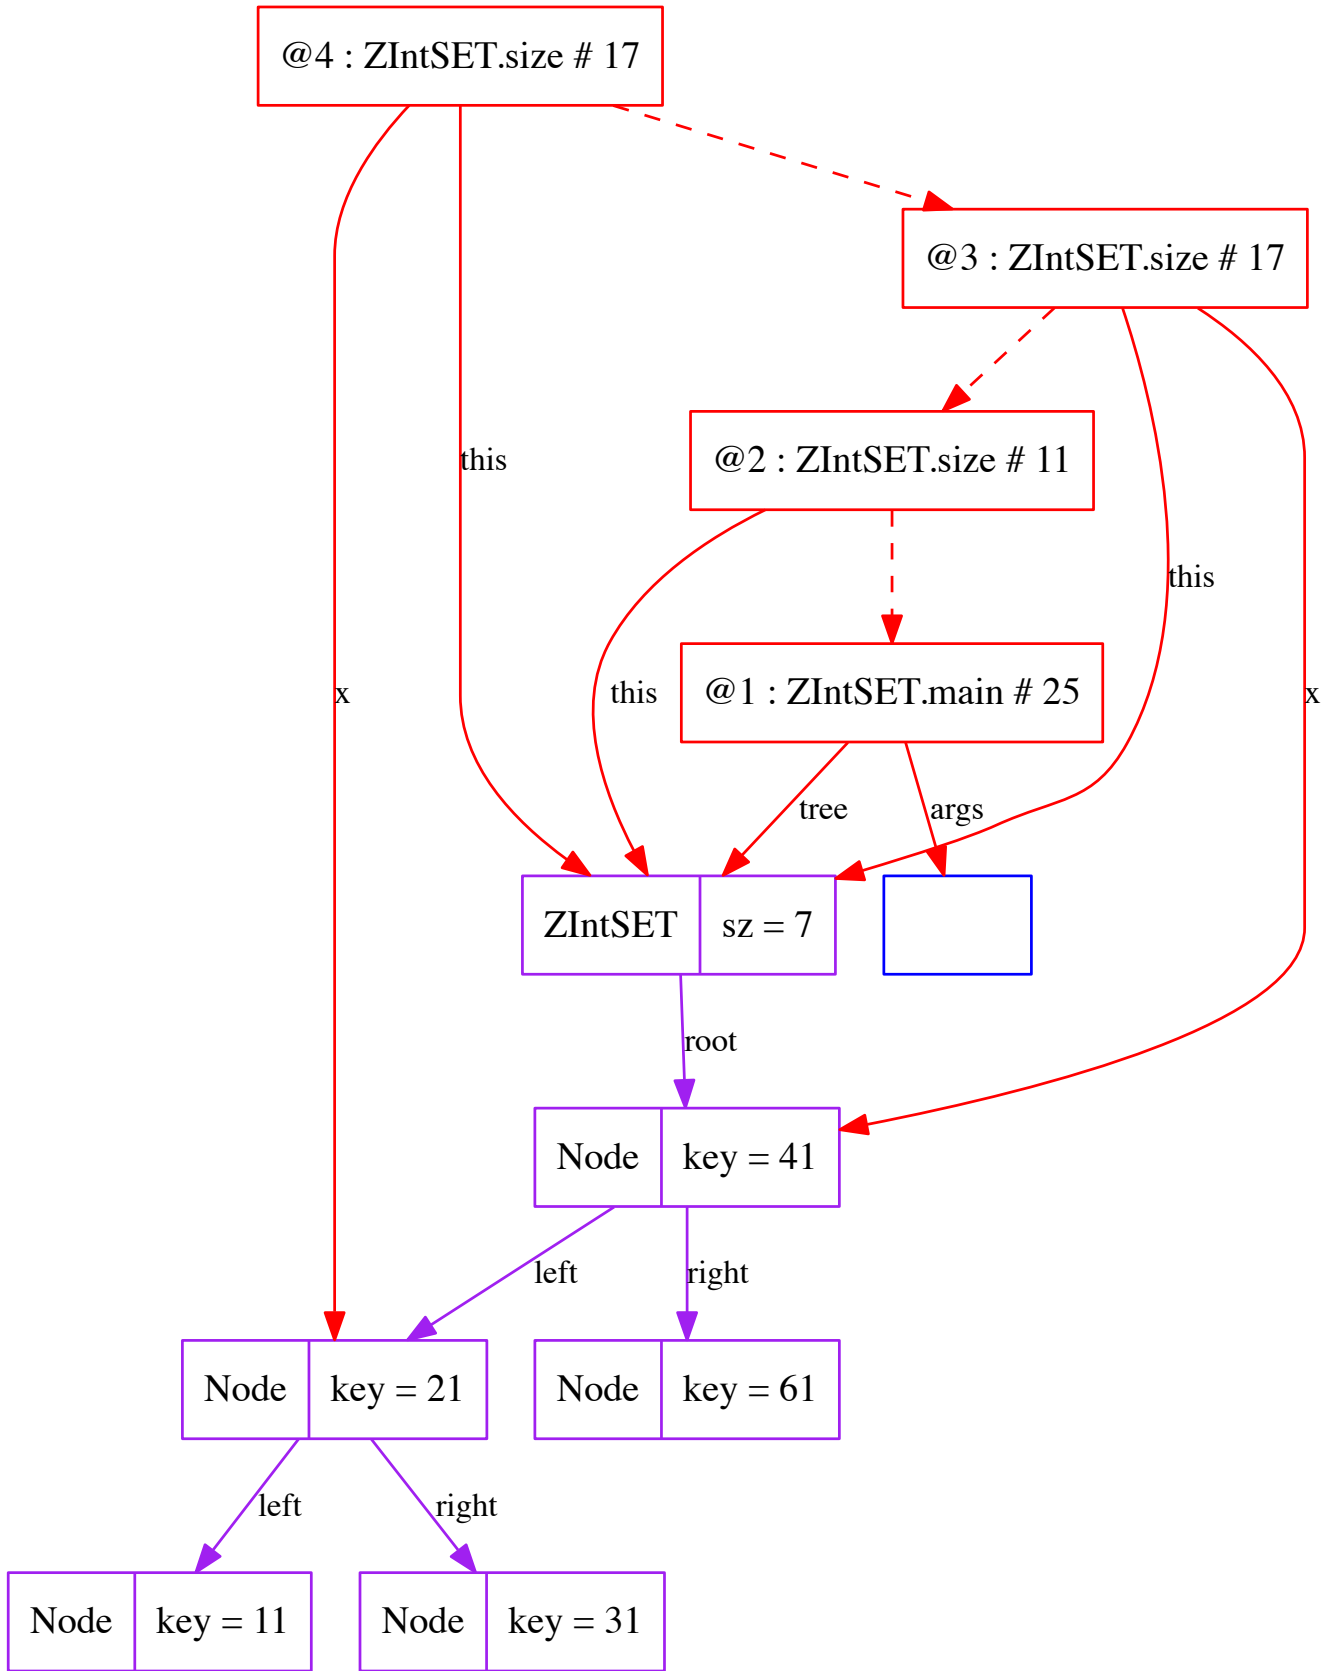 @4 : ZIntSET.size # 17
@3 : ZIntSET.size # 17
this
@2 : ZIntSET.size # 11
this
x
this
@1 : ZIntSET.main # 25
x
tree
args
ZIntSET
sz = 7
root
Node
key = 41
left
right
Node
key = 21
Node
key = 61
left
right
Node
key = 11
Node
key = 31